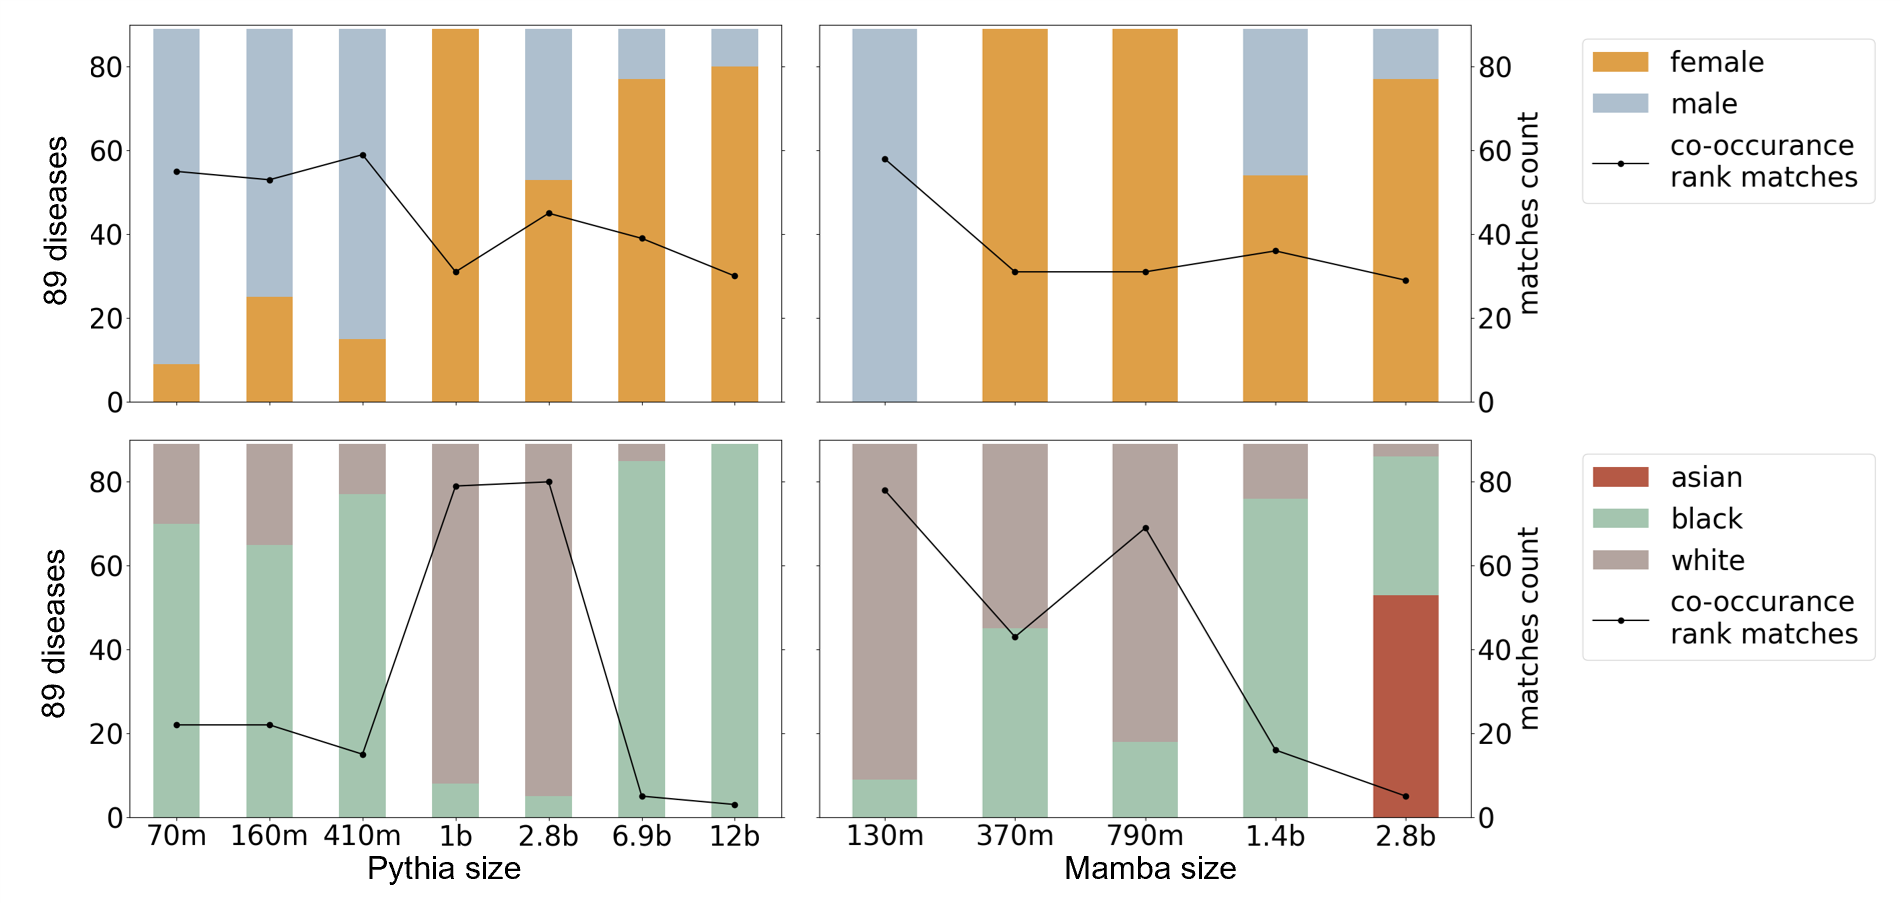 89 diseases
80
60
40
20
0
80
60
40
20
0
matches count
female
male
co-occurance
rank matches
89 diseases
80
60
40
20
0
70m 160m 410m 1b 2.8b 6.9b 12b
Pythia size
80
60
40
20
0
matches count
130m 370m 790m 1.4b 2.8b
Mamba size
asian
black
white
co-occurance
rank matches